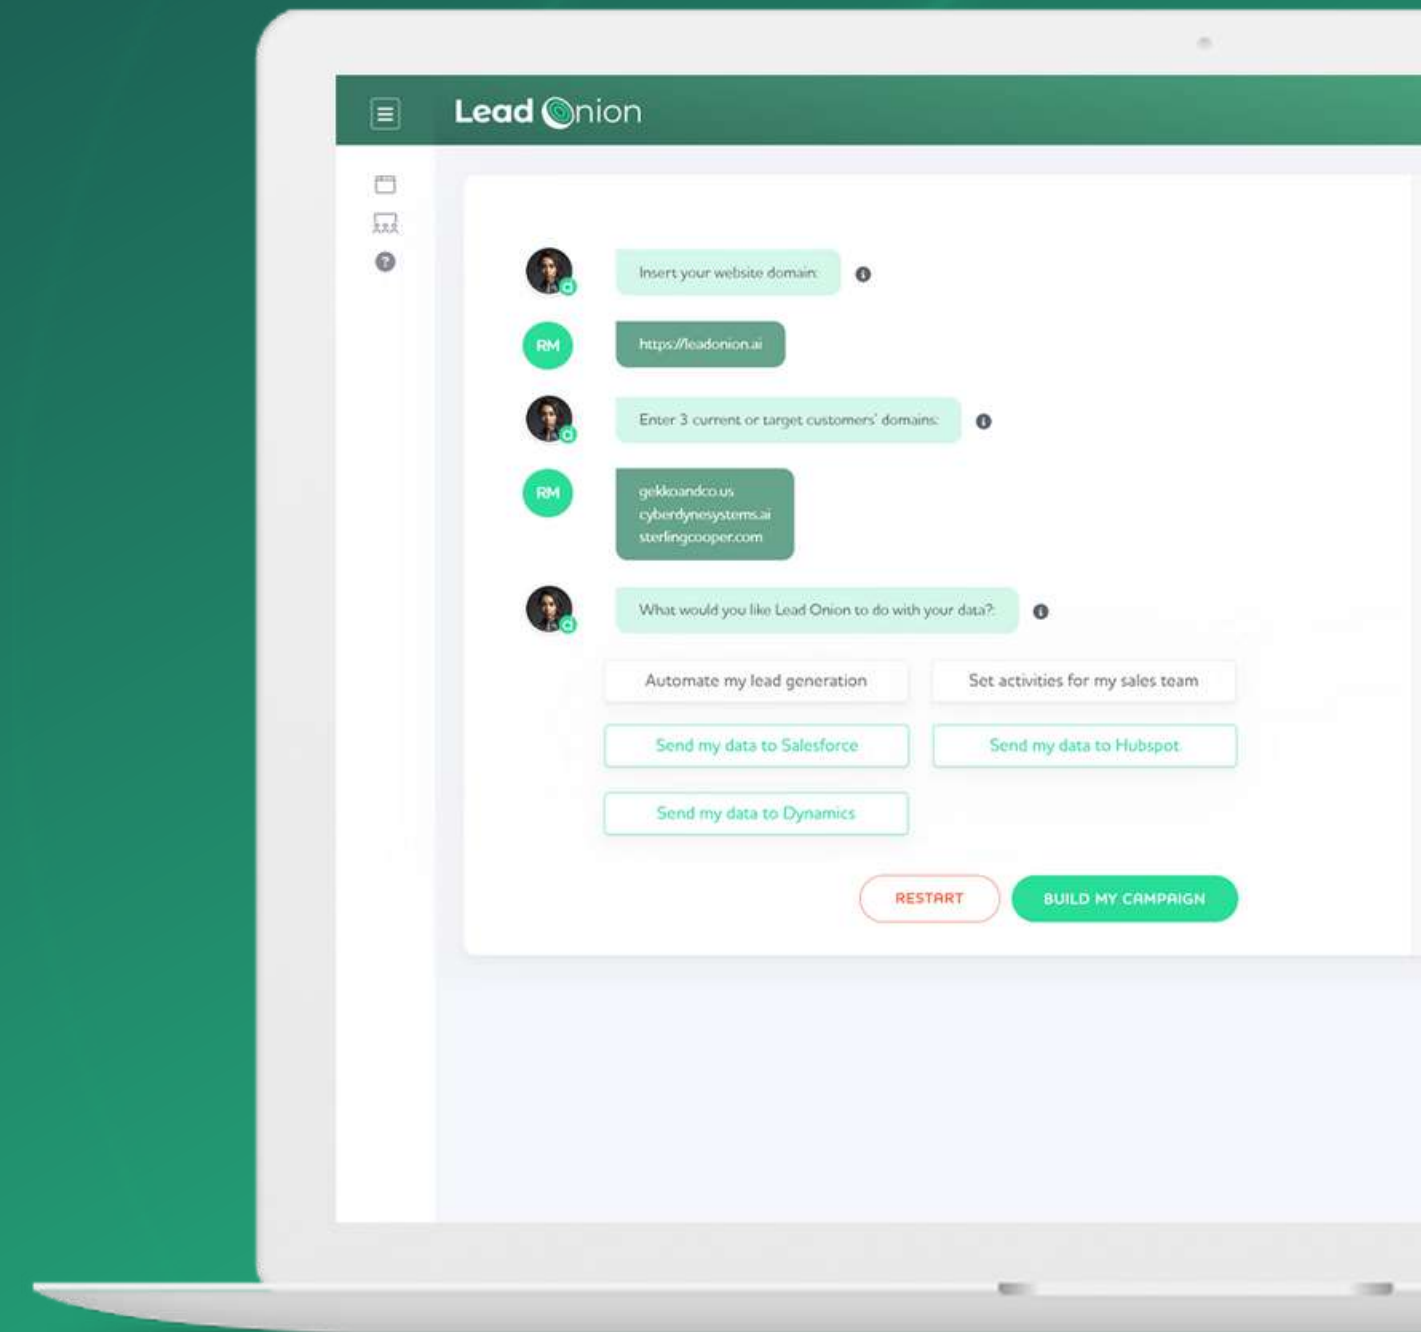 Lead Onion
Insert your website domain:
RM
https://leadonion.ai
Enter 3 current or target customers' domains:
RM
gekkoandco.us
cyberdynesystems.ai
sterlingcooper.com
What would you like Lead Onion to do with your data?:
Automate my lead generation
Set activities for my sales team
Send my data to Salesforce
Send my data to Hubspot
Send my data to Dynamics
RESTART
BUILD MY CAMPAIGN